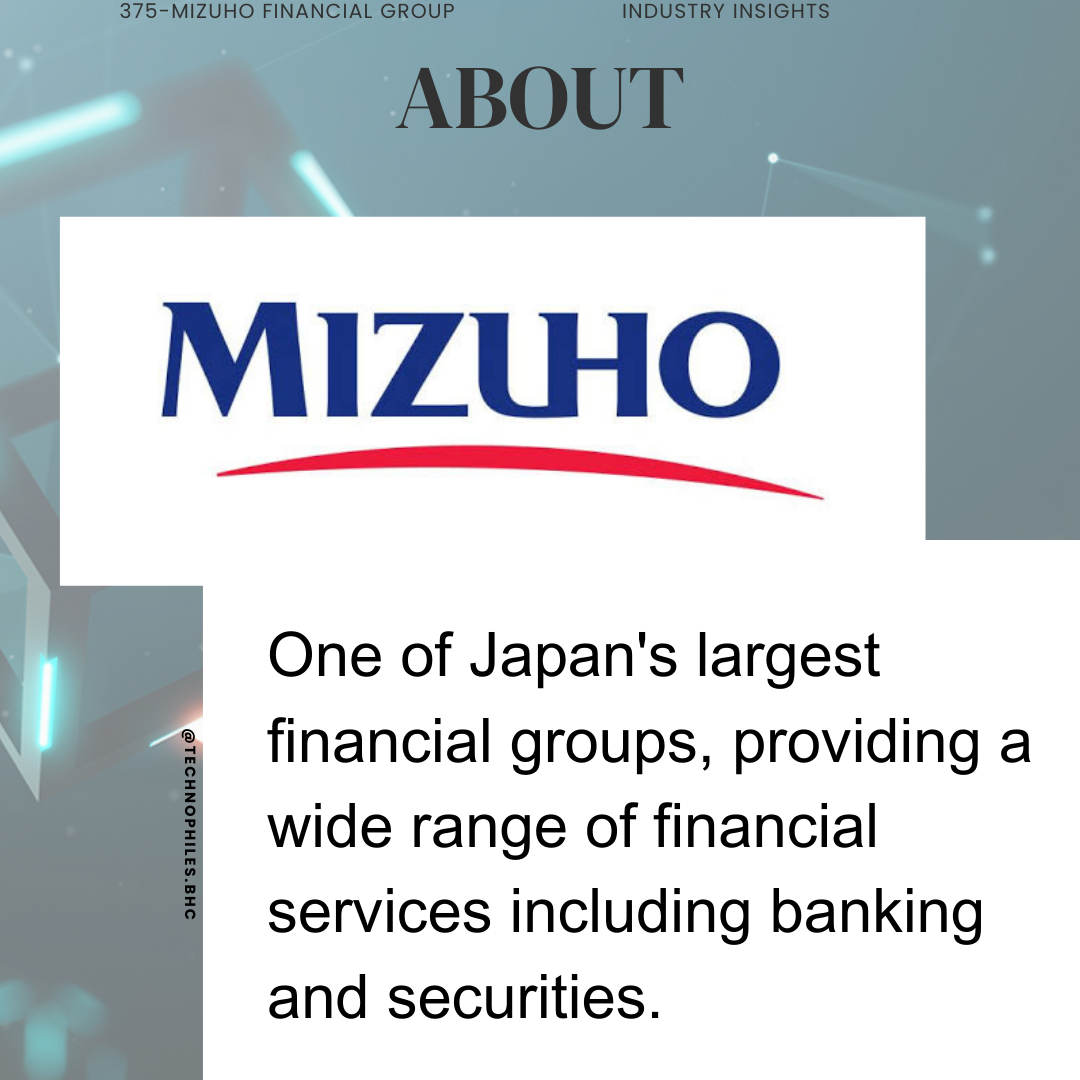 375-MIZUHO FINANCIAL GROUP
INDUSTRY INSIGHTS
ABOUT
MIZUHO
One of Japan's largest
financial groups, providing a
wide range of financial
services including banking
and securities.
@TECHNOPHILES.BHC